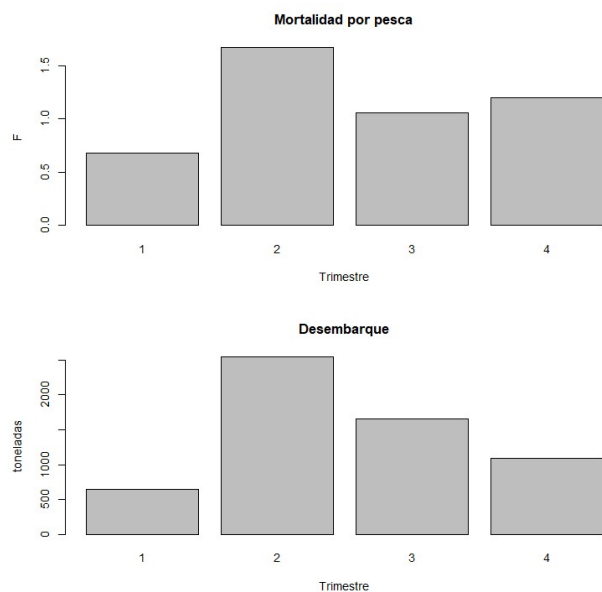 Mortalidad por pesca
1.5
1.0
0.5
0.0
F
1 2 3 4
Trimestre
Desembarque
2000
1000
500
0
toneladas
1 2 3 4
Trimestre